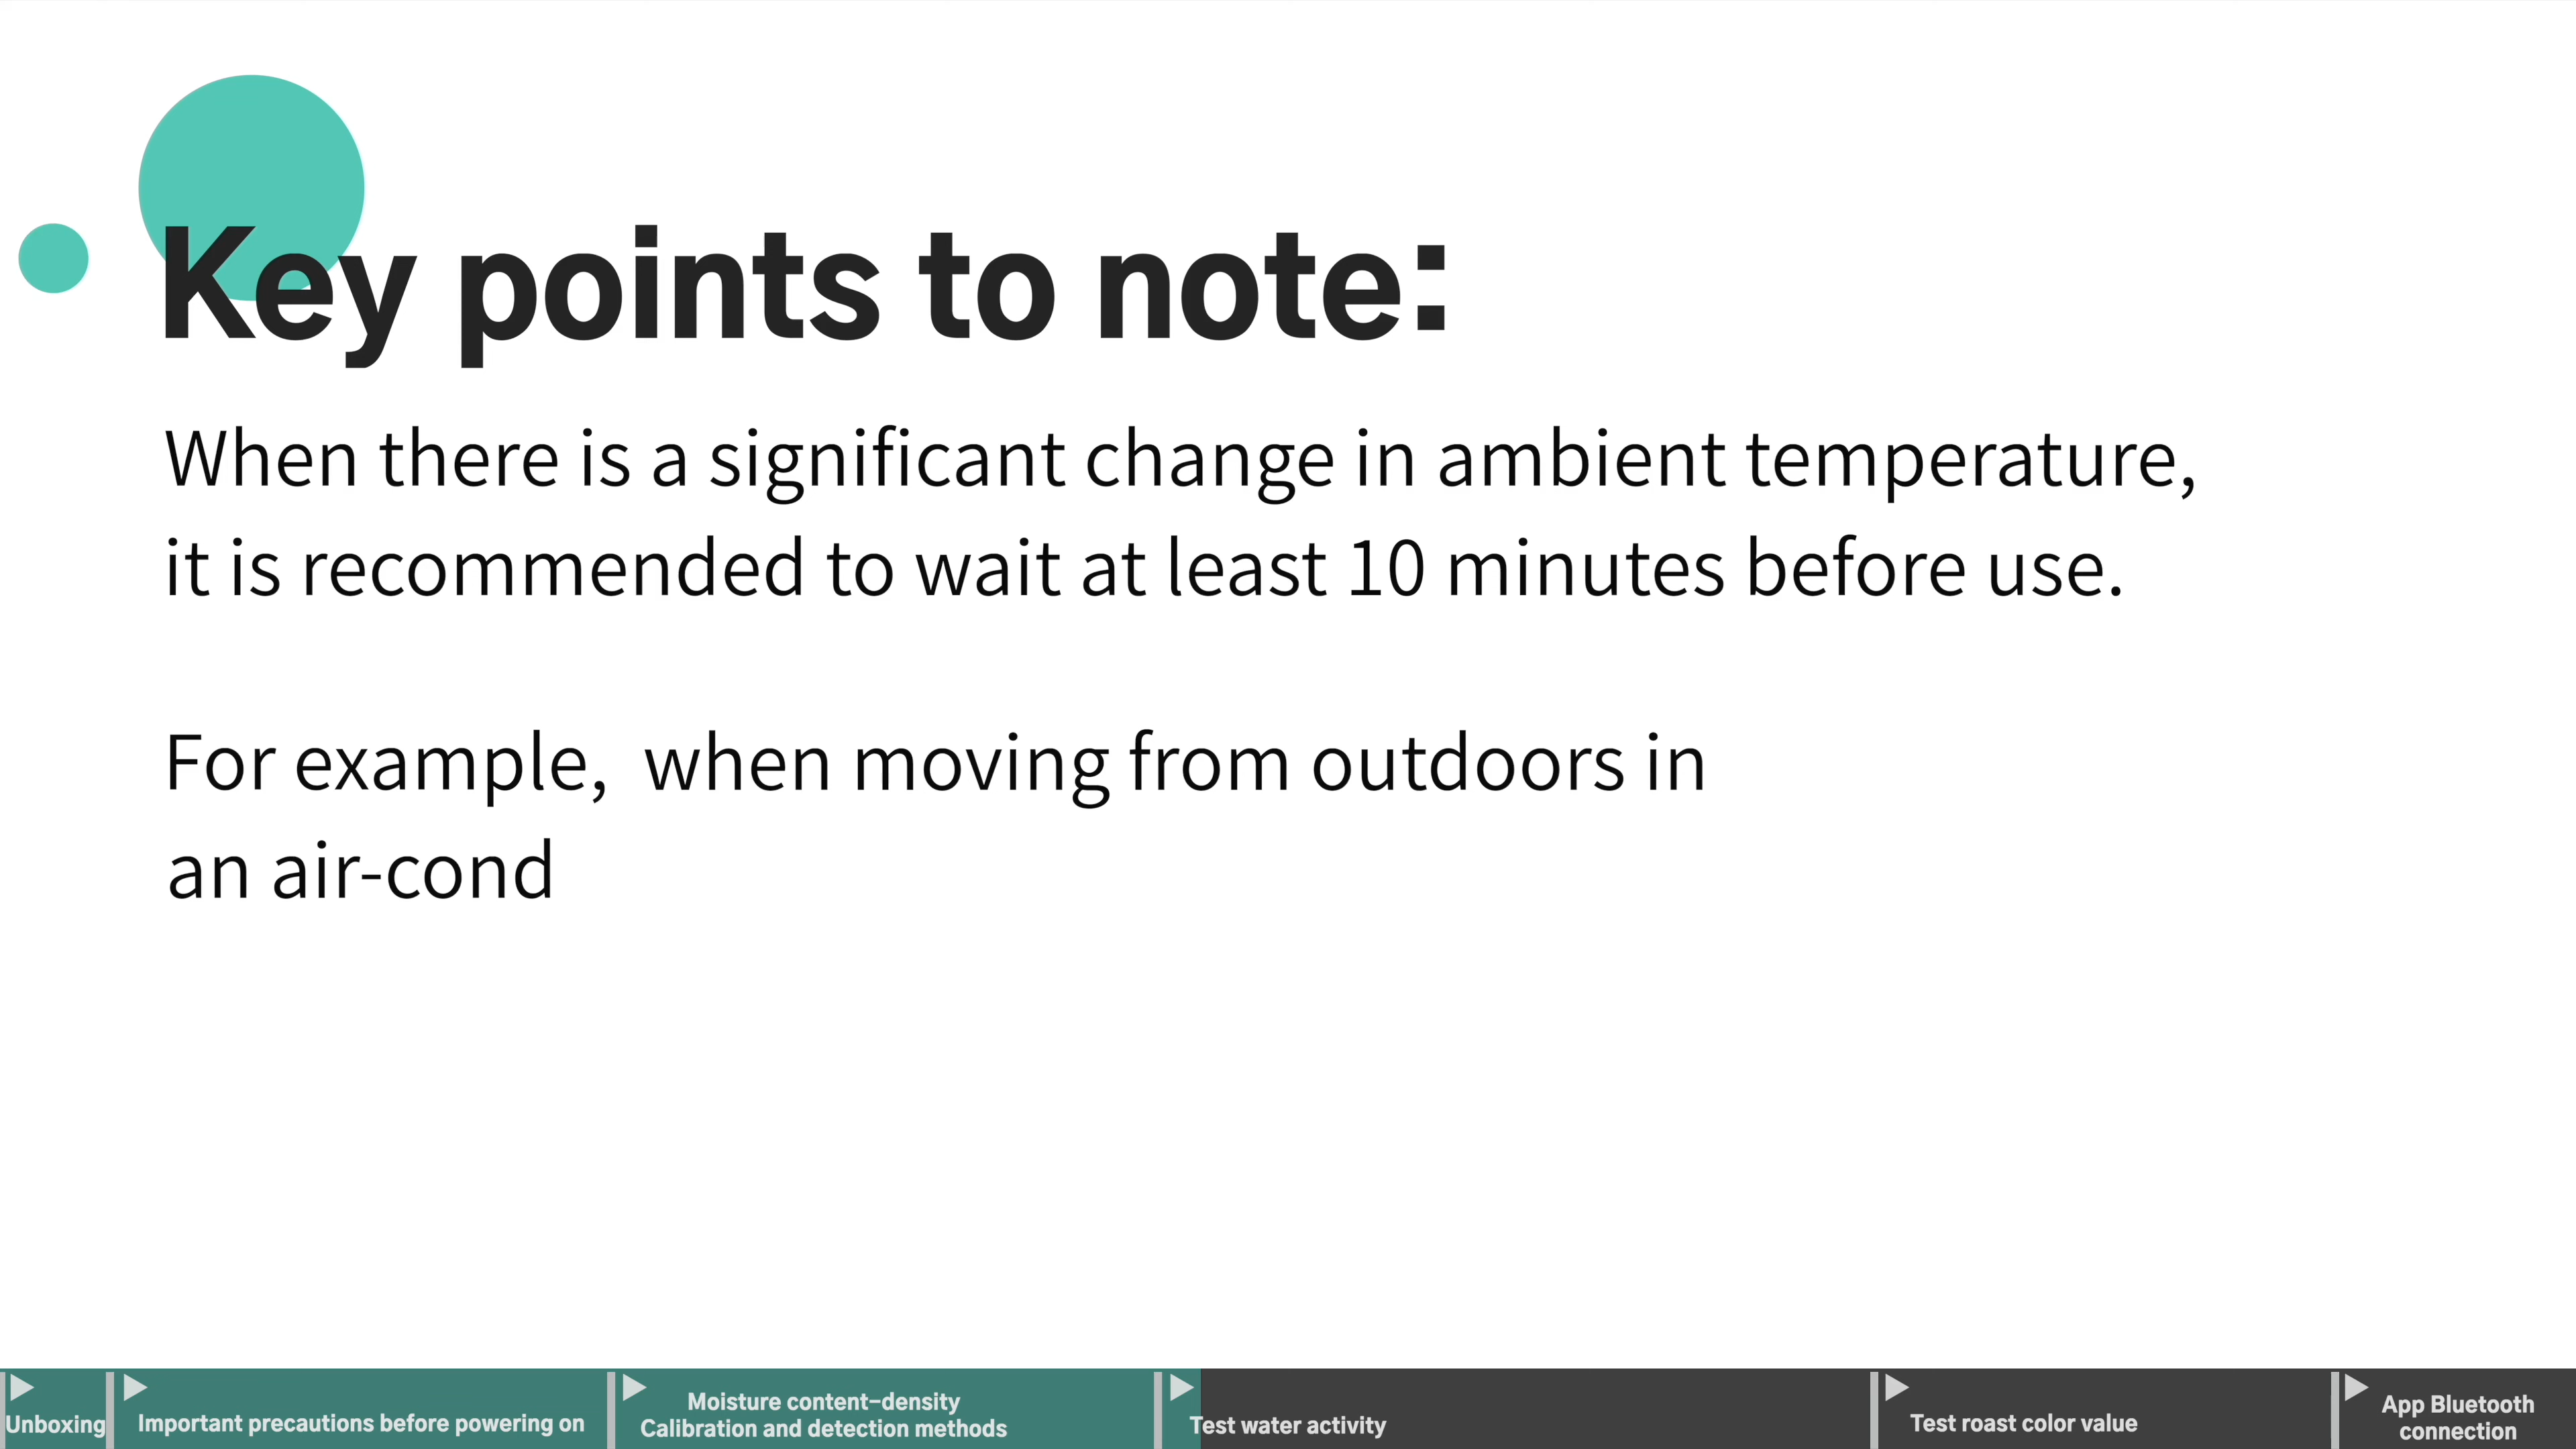 Key points to note:
When there is a significant change in ambient temperature,
it is recommended to wait at least 10 minutes before use.
For example,  when moving from outdoors in
an air-cond
Unboxing
Important precautions before powering on
Moisture content-density
Calibration and detection methods
Test water activity
Test roast color value
App Bluetooth
connection